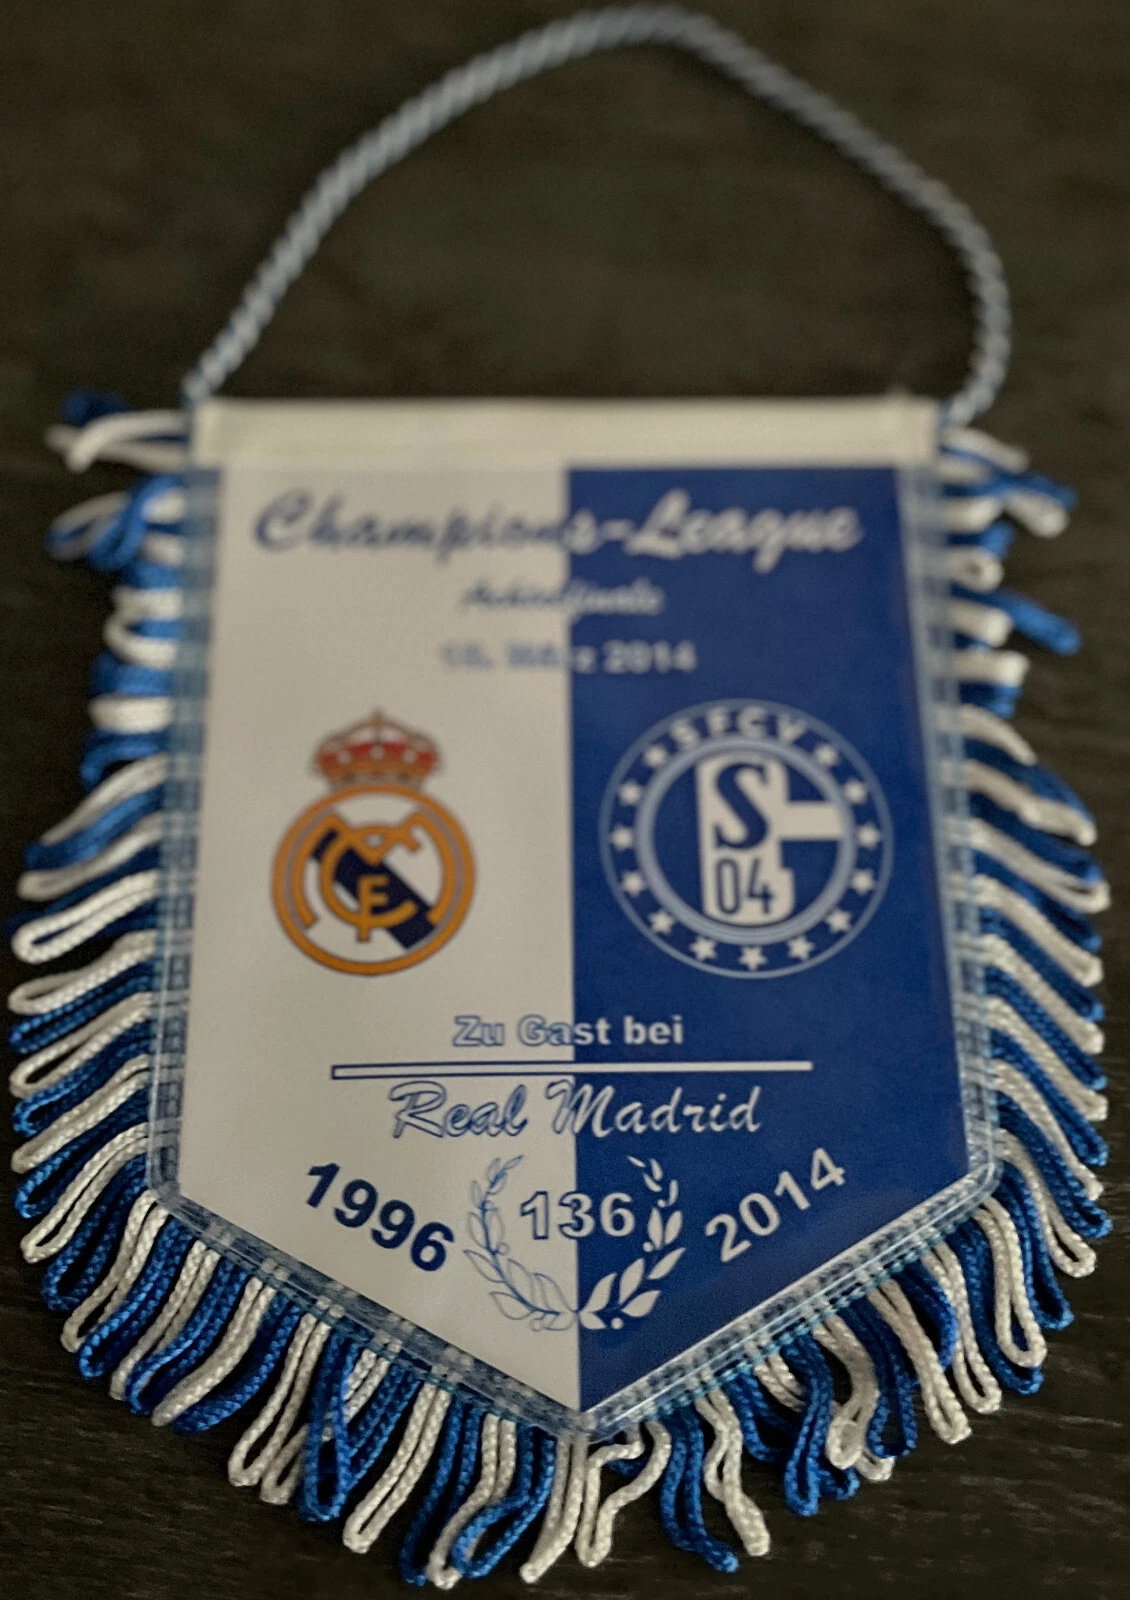 Champions-League
Achtelfinale
18. März 2014
SFCV
S
04
Zu Gast bei
Real Madrid
1996 136 2014